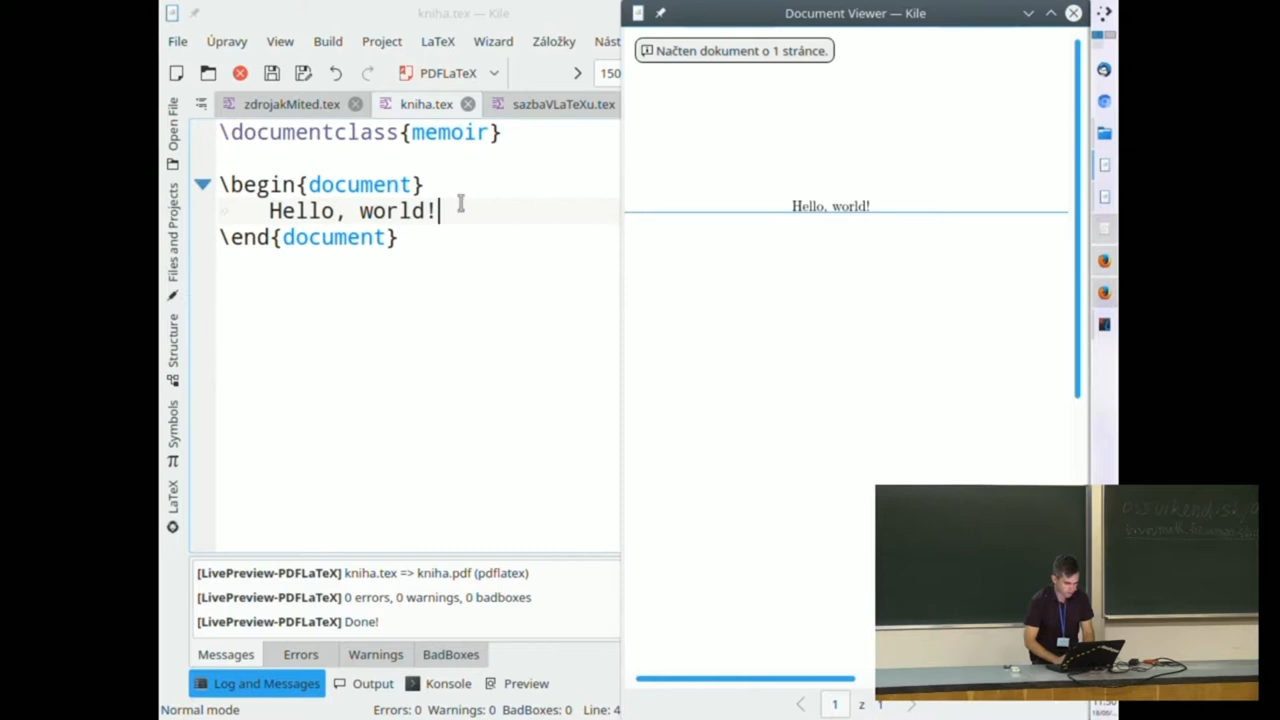 kniha.tex — Kile
Document Viewer — Kile
File Úpravy View Build Project LaTeX Wizard Záložky Nást
PDFLaTeX 150
Načten dokument o 1 stránce.
zdrojakMited.tex kniha.tex sazbaVLaTeXu.tex
Open File
Files and Projects
Structure
Symbols
LaTeX
\documentclass{memoir}
\begin{document}
Hello, world!
\end{document}
Hello, world!
[LivePreview-PDFLaTeX] kniha.tex => kniha.pdf (pdflatex)
[LivePreview-PDFLaTeX] 0 errors, 0 warnings, 0 badboxes
[LivePreview-PDFLaTeX] Done!
Messages Errors Warnings BadBoxes
Log and Messages Output Konsole Preview
Normal mode Errors: 0 Warnings: 0 BadBoxes: 0 Line: 4
1 z 1